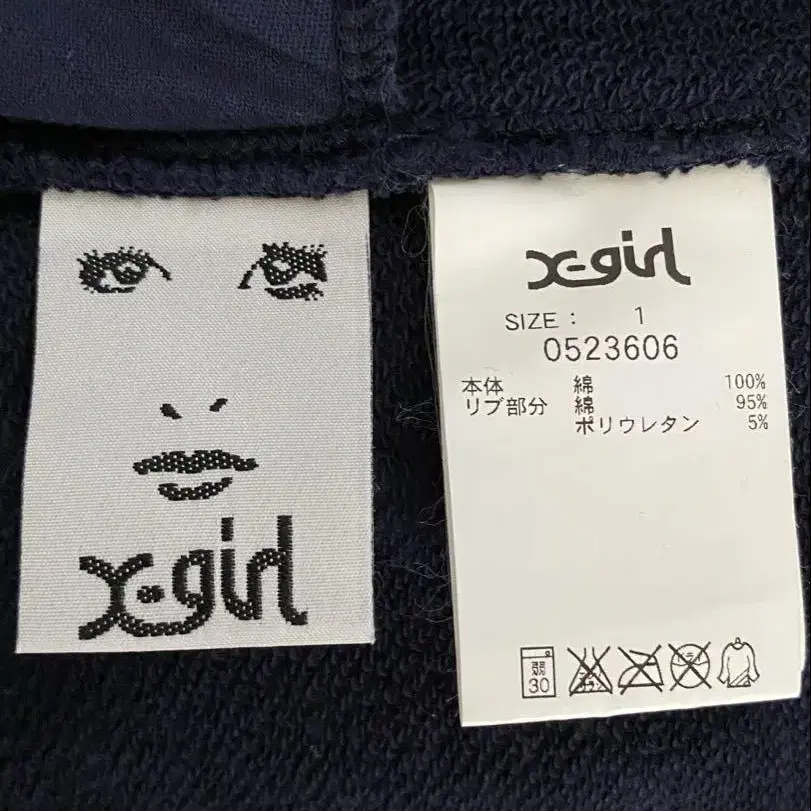 X-girl
X-girl
SIZE : 1
0523606
本体 綿 100%
リブ部分 綿 95%
ポリウレタン 5%
弱
30